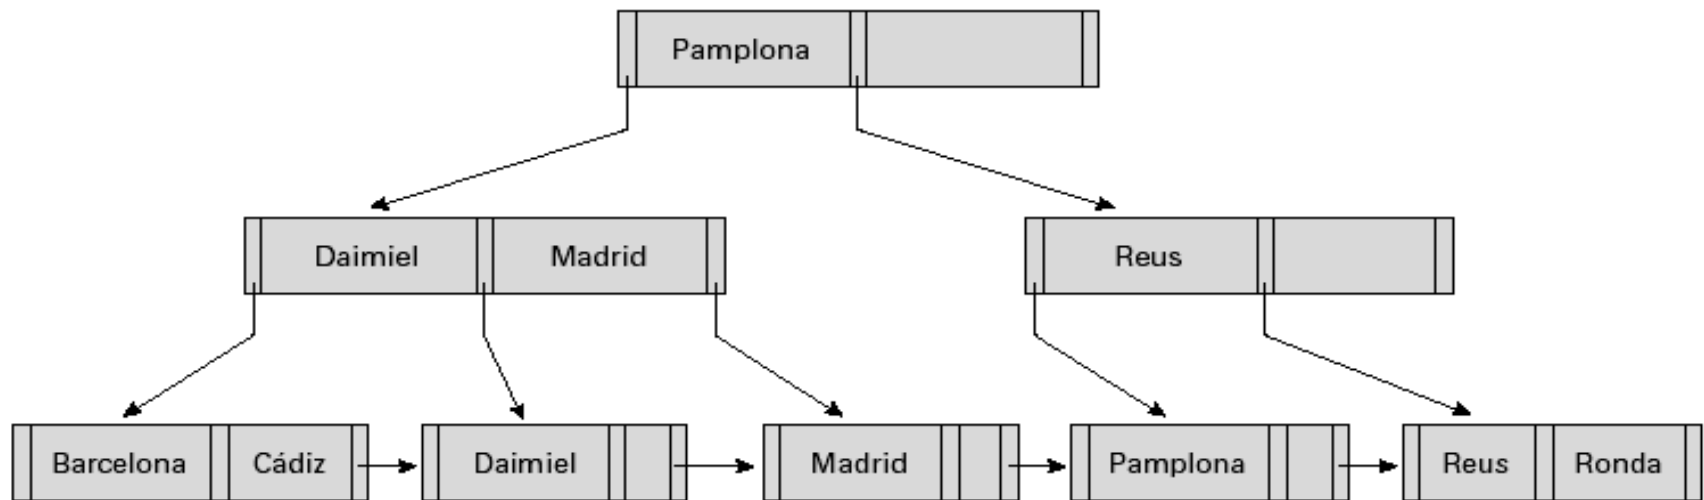 Pamplona
Daimiel Madrid
Reus
Barcelona Cádiz
Daimiel
Madrid
Pamplona
Reus Ronda